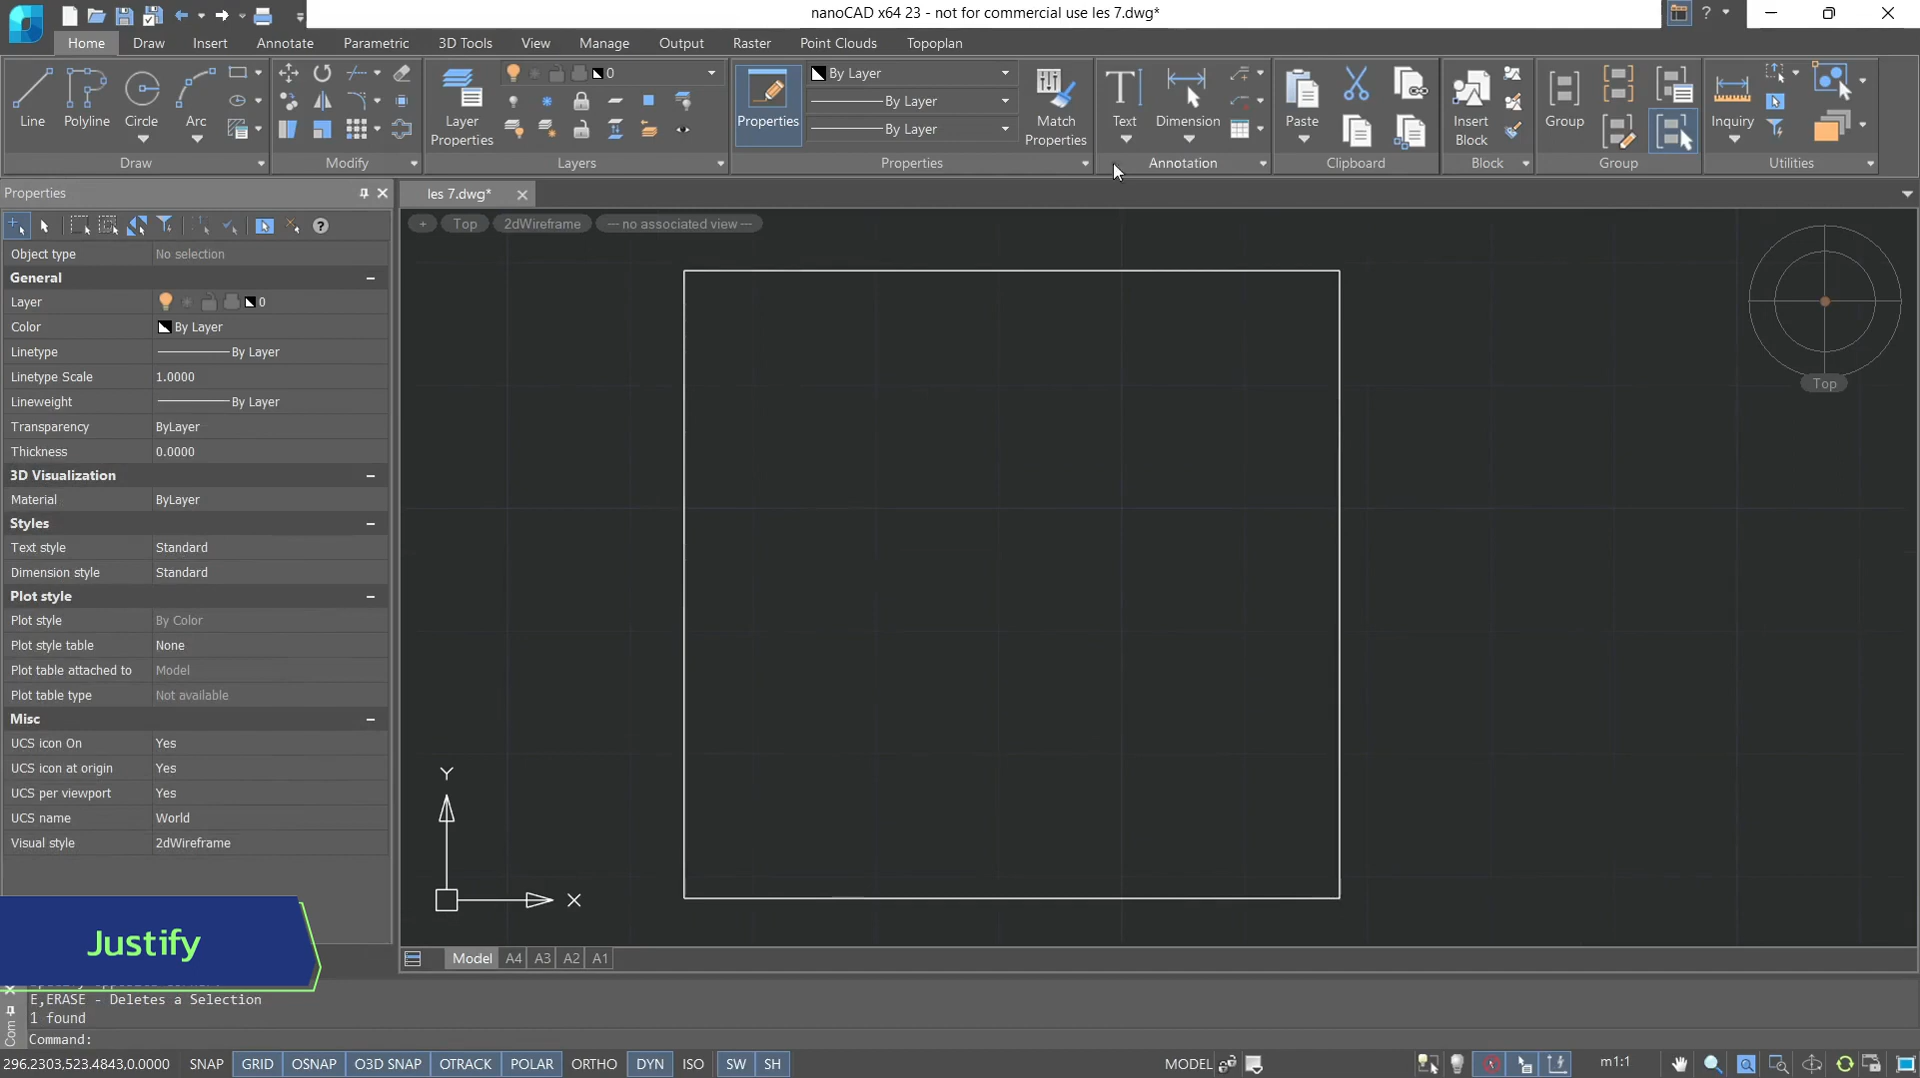 nanoCAD x64 23 - not for commercial use les 7.dwg*
?
Home Draw Insert Annotate Parametric 3D Tools View Manage Output Raster Point Clouds Topoplan
Line Polyline Circle Arc
Layer Properties
0
Properties
By Layer
By Layer
By Layer
Match Properties
Text Dimension
Paste
Insert Block
Group
Inquiry
Draw Modify Layers Properties Annotation Clipboard Block Group Utilities
Properties
les 7.dwg*
+ Top 2dWireframe — no associated view —
Object type No selection
General
Layer 0
Color By Layer
Linetype By Layer
Linetype Scale 1.0000
Lineweight By Layer
Transparency ByLayer
Thickness 0.0000
3D Visualization
Material ByLayer
Styles
Text style Standard
Dimension style Standard
Plot style
Plot style By Color
Plot style table None
Plot table attached to Model
Plot table type Not available
Misc
UCS icon On Yes
UCS icon at origin Yes
UCS per viewport Yes
UCS name World
Visual style 2dWireframe
Top
Y
X
Justify
Model A4 A3 A2 A1
E,ERASE - Deletes a Selection
1 found
Command:
Com
296.2303,523.4843,0.0000 SNAP GRID OSNAP O3D SNAP OTRACK POLAR ORTHO DYN ISO SW SH MODEL m1:1